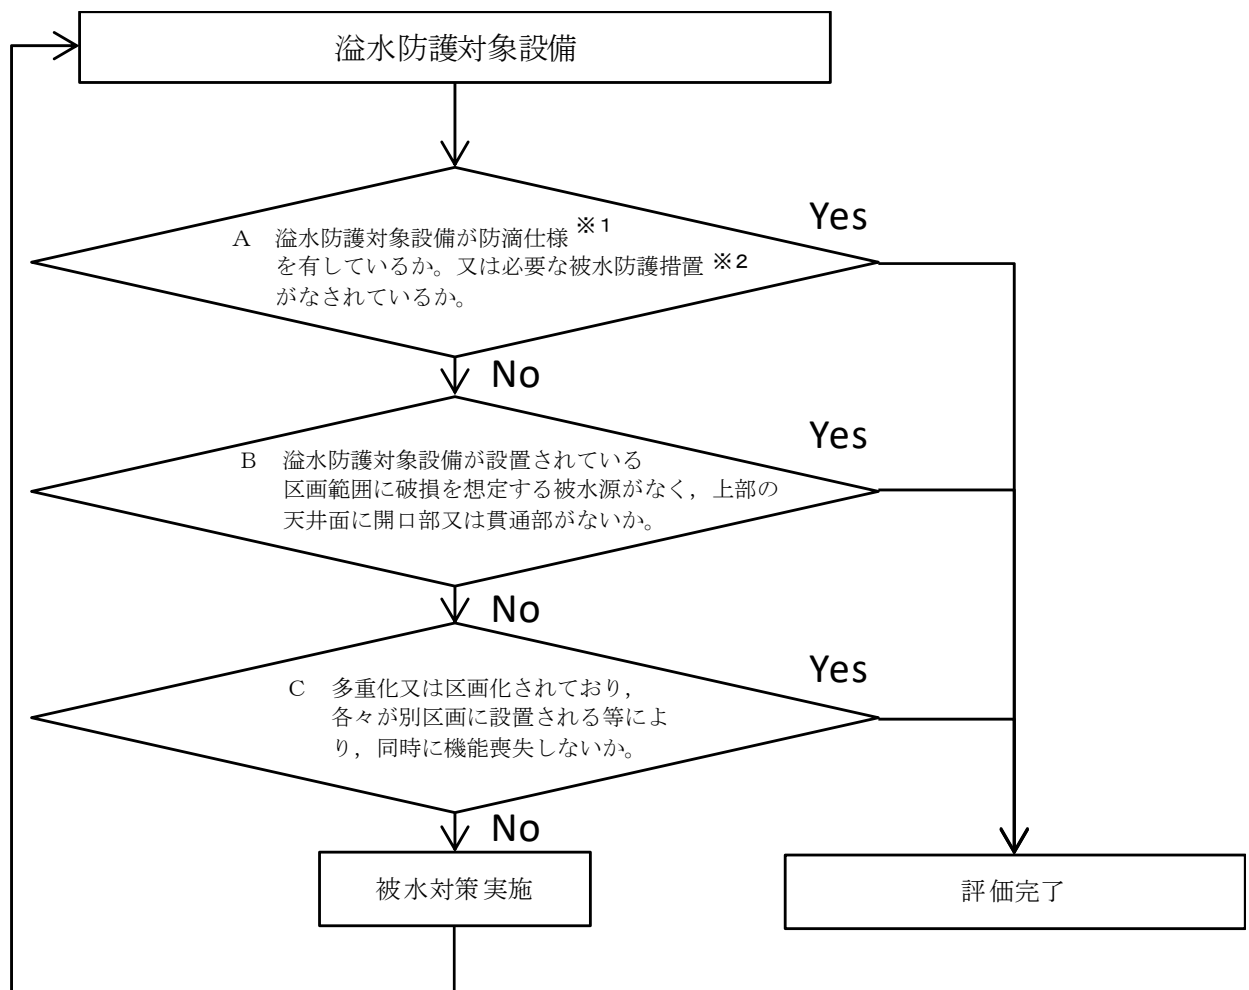 溢水防護対象設備
Yes
A 溢水防護対象設備が防滴仕様※1
を有しているか。又は必要な被水防護措置※2
がなされているか。
No
Yes
B 溢水防護対象設備が設置されている
区画範囲に破損を想定する被水源がなく，上部の
天井面に開口部又は貫通部がないか。
No
Yes
C 多重化又は区画化されており，
各々が別区画に設置される等によ
り，同時に機能喪失しないか。
No
被水対策実施
評価完了